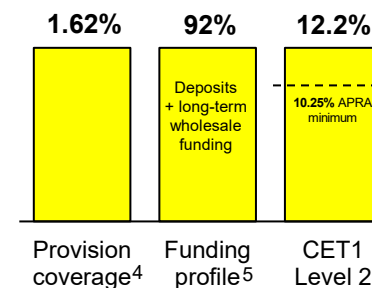 1.62% 92% 12.2%
Deposits
+ long-term
wholesale
funding
10.25% APRA
minimum
Provision
coverage4
Funding
profile5
CET1
Level 2